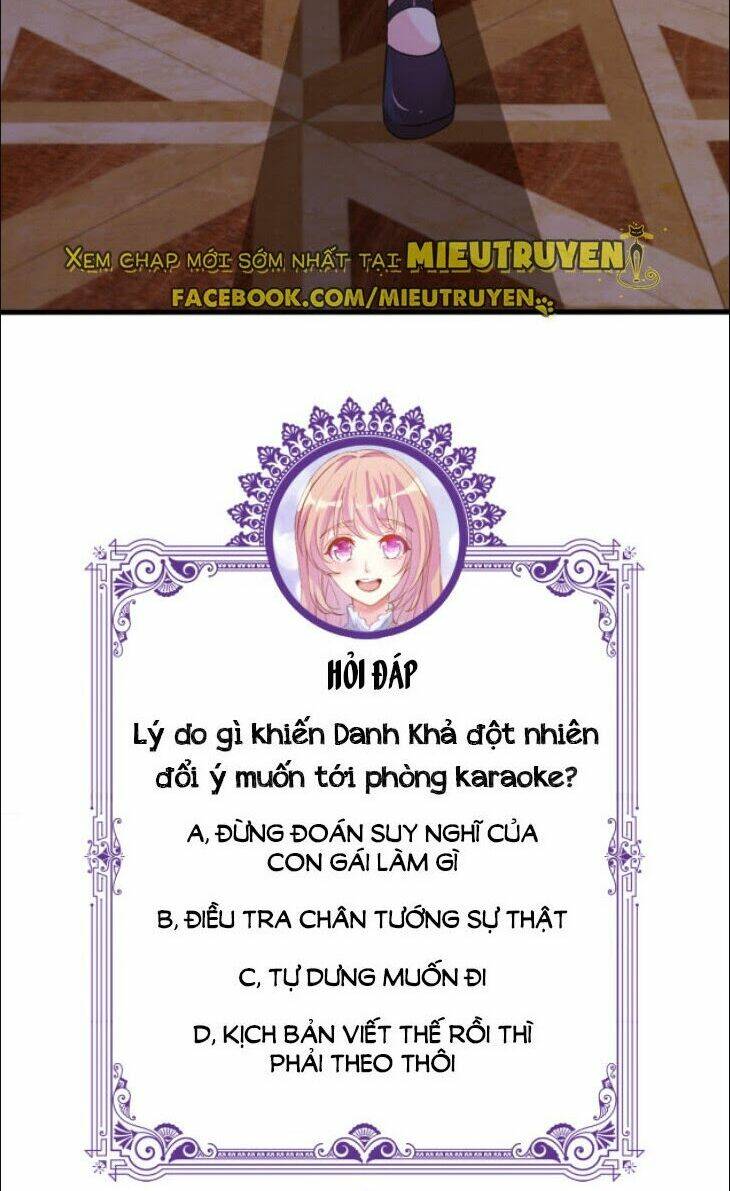 XEM CHAP MỚI SỚM NHẤT TẠI MIEUTRUYEN
FACEBOOK.COM/MIEUTRUYEN
HỎI ĐÁP
Lý do gì khiến Danh Khả đột nhiên
đổi ý muốn tới phòng karaoke?
A, ĐỪNG ĐOÁN SUY NGHĨ CỦA
CON GÁI LÀM GÌ
B, ĐIỀU TRA CHÂN TƯỚNG SỰ THẬT
C, TỰ DƯNG MUỐN ĐI
D, KỊCH BẢN VIẾT THẾ RỒI THÌ
PHẢI THEO THÔI